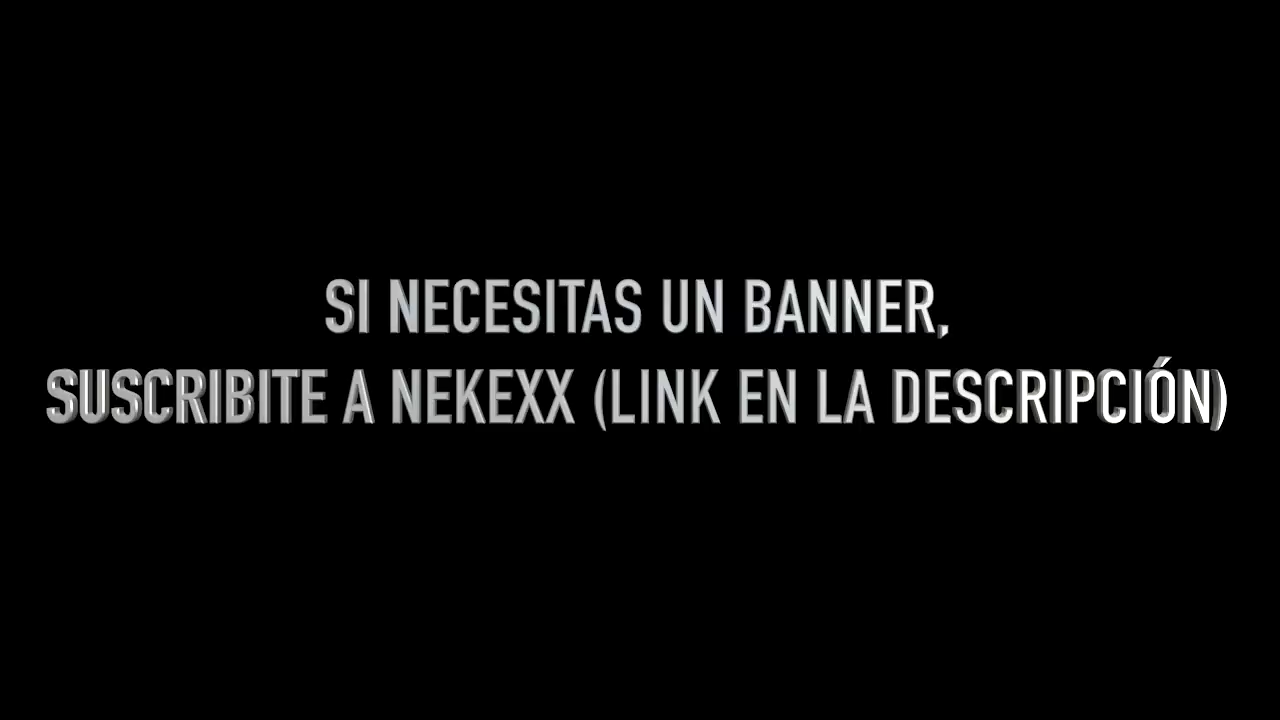 SI NECESITAS UN BANNER,
SUSCRIBITE A NEKEXX (LINK EN LA DESCRIPCIÓN)